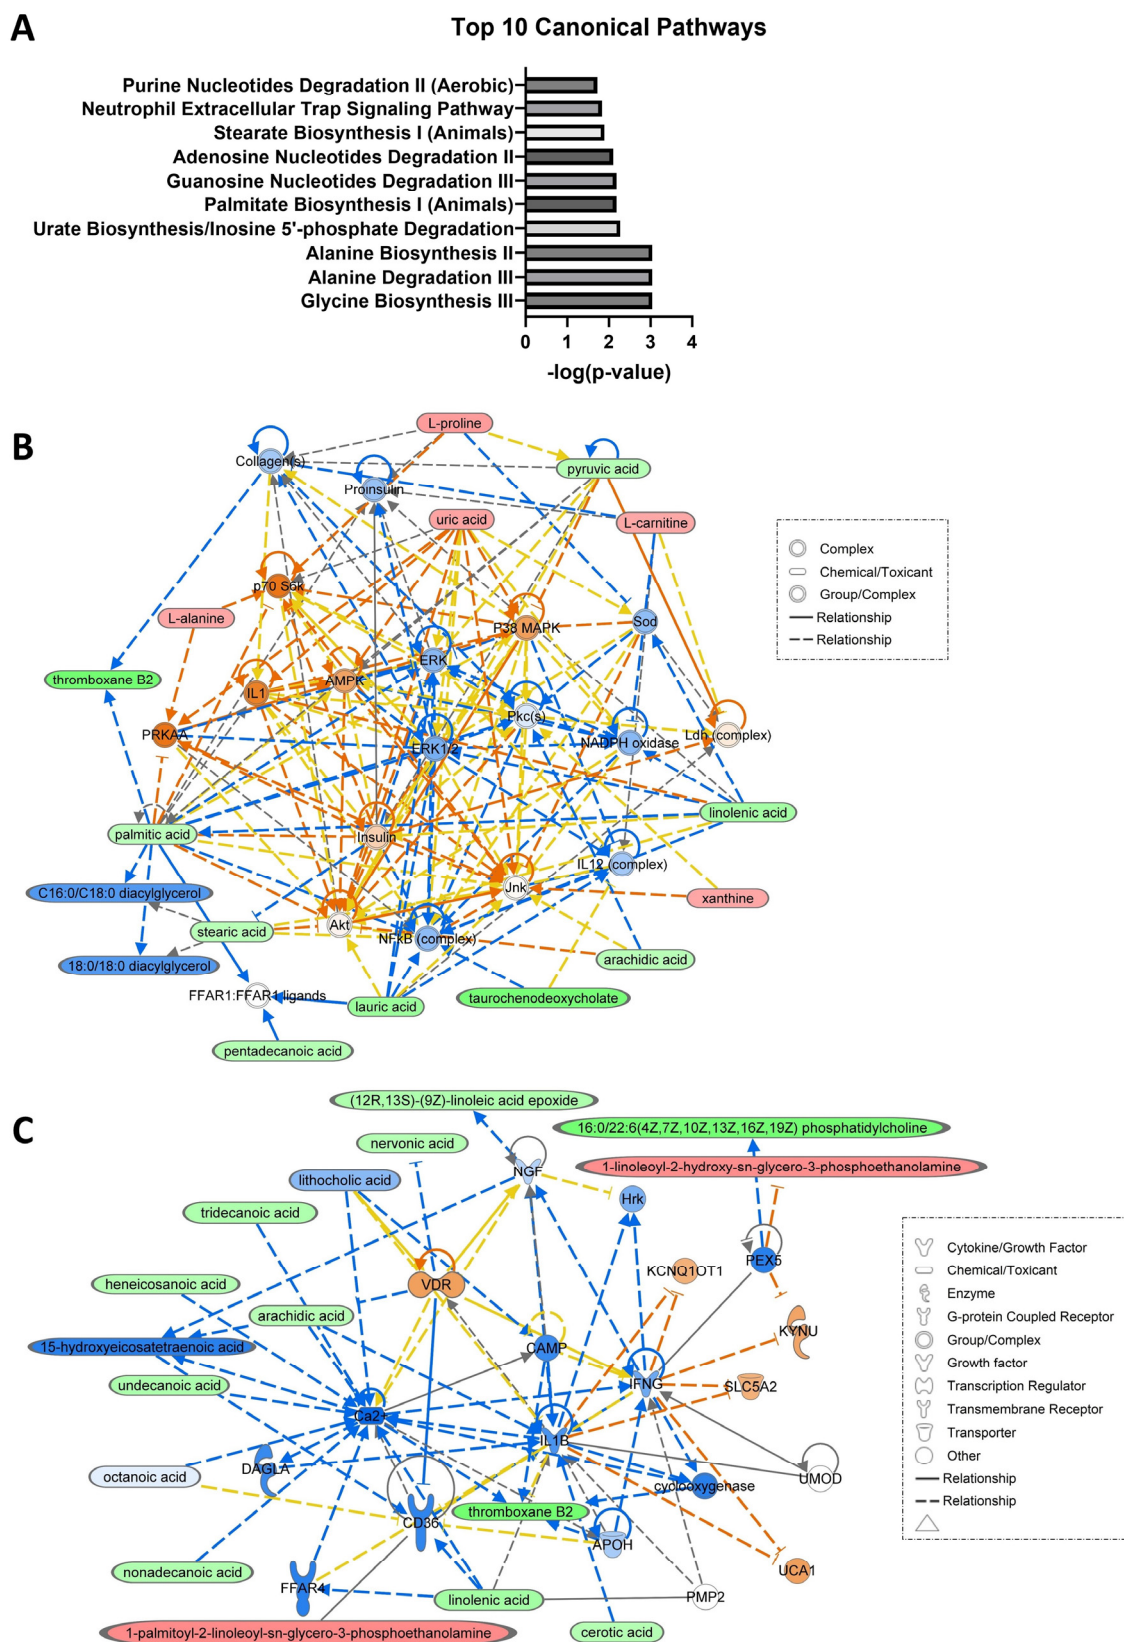 A
Top 10 Canonical Pathways
Purine Nucleotides Degradation II (Aerobic)
Neutrophil Extracellular Trap Signaling Pathway
Stearate Biosynthesis I (Animals)
Adenosine Nucleotides Degradation II
Guanosine Nucleotides Degradation III
Palmitate Biosynthesis I (Animals)
Urate Biosynthesis/Inosine 5'-phosphate Degradation
Alanine Biosynthesis II
Alanine Degradation III
Glycine Biosynthesis III
0 1 2 3 4
-log(p-value)
B
L-proline
Collagen(s)
pyruvic acid
Proinsulin
uric acid
L-carnitine
Complex
Chemical/Toxicant
Group/Complex
Relationship
Relationship
p70 S6k
L-alanine
P38 MAPK
Sod
ERK
thromboxane B2
IL1
AMPK
Pkc(s)
PRKAA
ERK1/2
NADPH oxidase
Ldh (complex)
linolenic acid
palmitic acid
Insulin
IL12 (complex)
C16:0/C18:0 diacylglycerol
Jnk
xanthine
stearic acid
Akt
NFkB (complex)
18:0/18:0 diacylglycerol
arachidic acid
FFAR1:FFAR1 ligands
lauric acid
taurochenodeoxycholate
pentadecanoic acid
C
(12R,13S)-(9Z)-linoleic acid epoxide
16:0/22:6(4Z,7Z,10Z,13Z,16Z,19Z) phosphatidylcholine
nervonic acid
1-linoleoyl-2-hydroxy-sn-glycero-3-phosphoethanolamine
lithocholic acid
NGF
Hrk
tridecanoic acid
PEX5
KCNQ1OT1
VDR
heneicosanoic acid
arachidic acid
KYNU
15-hydroxyeicosatetraenoic acid
CAMP
undecanoic acid
IFNG
SLC5A2
Ca2+
IL1B
octanoic acid
DAGLA
UMOD
cyclooxygenase
thromboxane B2
CD36
APOH
nonadecanoic acid
UCA1
FFAR4
linolenic acid
PMP2
1-palmitoyl-2-linoleoyl-sn-glycero-3-phosphoethanolamine
cerotic acid
Cytokine/Growth Factor
Chemical/Toxicant
Enzyme
G-protein Coupled Receptor
Group/Complex
Growth factor
Transcription Regulator
Transmembrane Receptor
Transporter
Other
Relationship
Relationship